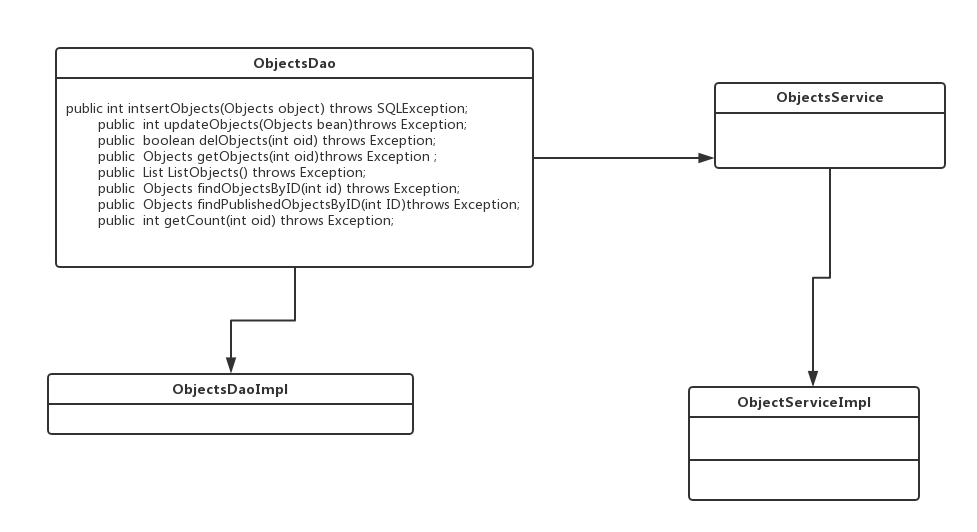 ObjectsDao
public int intsertObjects(Objects object) throws SQLException;
public  int updateObjects(Objects bean)throws Exception;
public  boolean delObjects(int oid) throws Exception;
public  Objects getObjects(int oid)throws Exception ;
public  List ListObjects() throws Exception;
public  Objects findObjectsByID(int id) throws Exception;
public  Objects findPublishedObjectsByID(int ID)throws Exception;
public  int getCount(int oid) throws Exception;
ObjectsService
ObjectsDaoImpl
ObjectServiceImpl